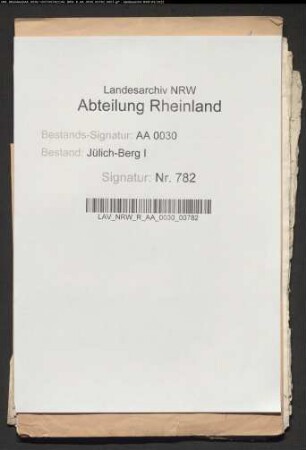 Landesarchiv NRW
Abteilung Rheinland
Bestands-Signatur: AA 0030
Bestand: Jülich-Berg I
Signatur: Nr. 782
LAV_NRW_R_AA_0030_00782